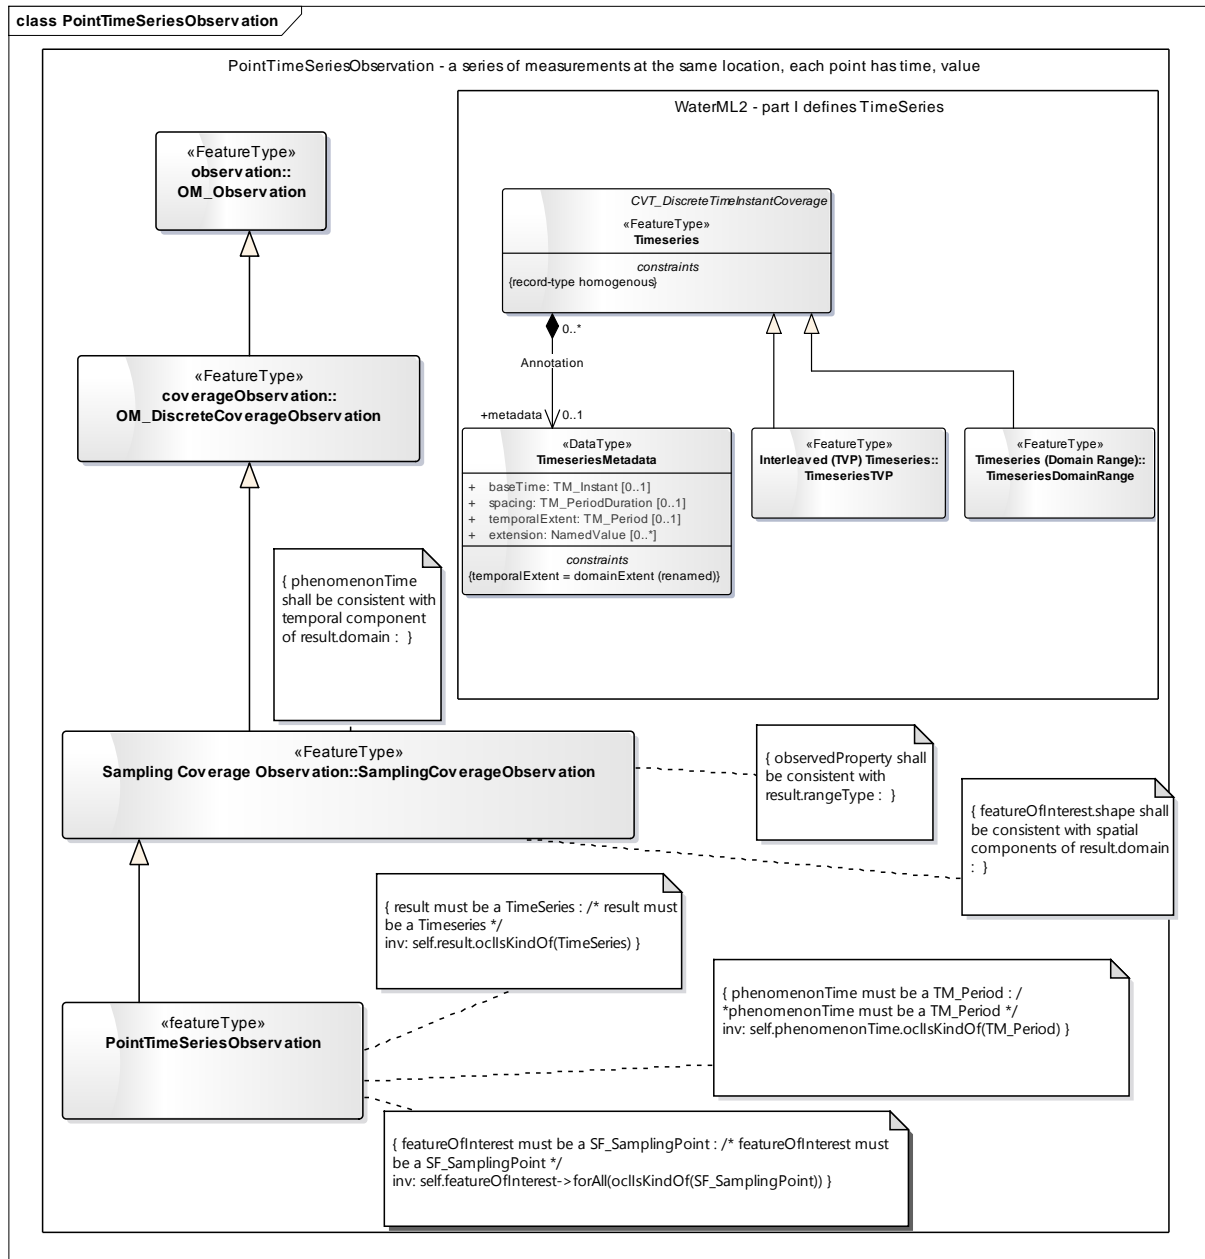 class PointTimeSeriesObservation
PointTimeSeriesObservation - a series of measurements at the same location, each point has time, value
WaterML2 - part I defines TimeSeries
«FeatureType»
observation::
OM_Observation
CVT_DiscreteTimeInstantCoverage
«FeatureType»
Timeseries
constraints
{record-type homogenous}
0..*
Annotation
+metadata
0..1
«FeatureType»
coverageObservation::
OM_DiscreteCoverageObservation
«DataType»
TimeseriesMetadata
+ baseTime: TM_Instant [0..1]
+ spacing: TM_PeriodDuration [0..1]
+ temporalExtent: TM_Period [0..1]
+ extension: NamedValue [0..*]
constraints
{temporalExtent = domainExtent (renamed)}
«FeatureType»
Interleaved (TVP) Timeseries::
TimeseriesTVP
«FeatureType»
Timeseries (Domain Range)::
TimeseriesDomainRange
{ phenomenonTime
shall be consistent with
temporal component
of result.domain : }
«FeatureType»
Sampling Coverage Observation::SamplingCoverageObservation
{ observedProperty shall
be consistent with
result.rangeType : }
{ featureOfInterest.shape shall
be consistent with spatial
components of result.domain
: }
{ result must be a TimeSeries : /* result must
be a Timeseries */
inv: self.result.oclIsKindOf(TimeSeries) }
{ phenomenonTime must be a TM_Period : /
*phenomenonTime must be a TM_Period */
inv: self.phenomenonTime.oclIsKindOf(TM_Period) }
«featureType»
PointTimeSeriesObservation
{ featureOfInterest must be a SF_SamplingPoint : /* featureOfInterest must
be a SF_SamplingPoint */
inv: self.featureOfInterest->forAll(oclIsKindOf(SF_SamplingPoint)) }